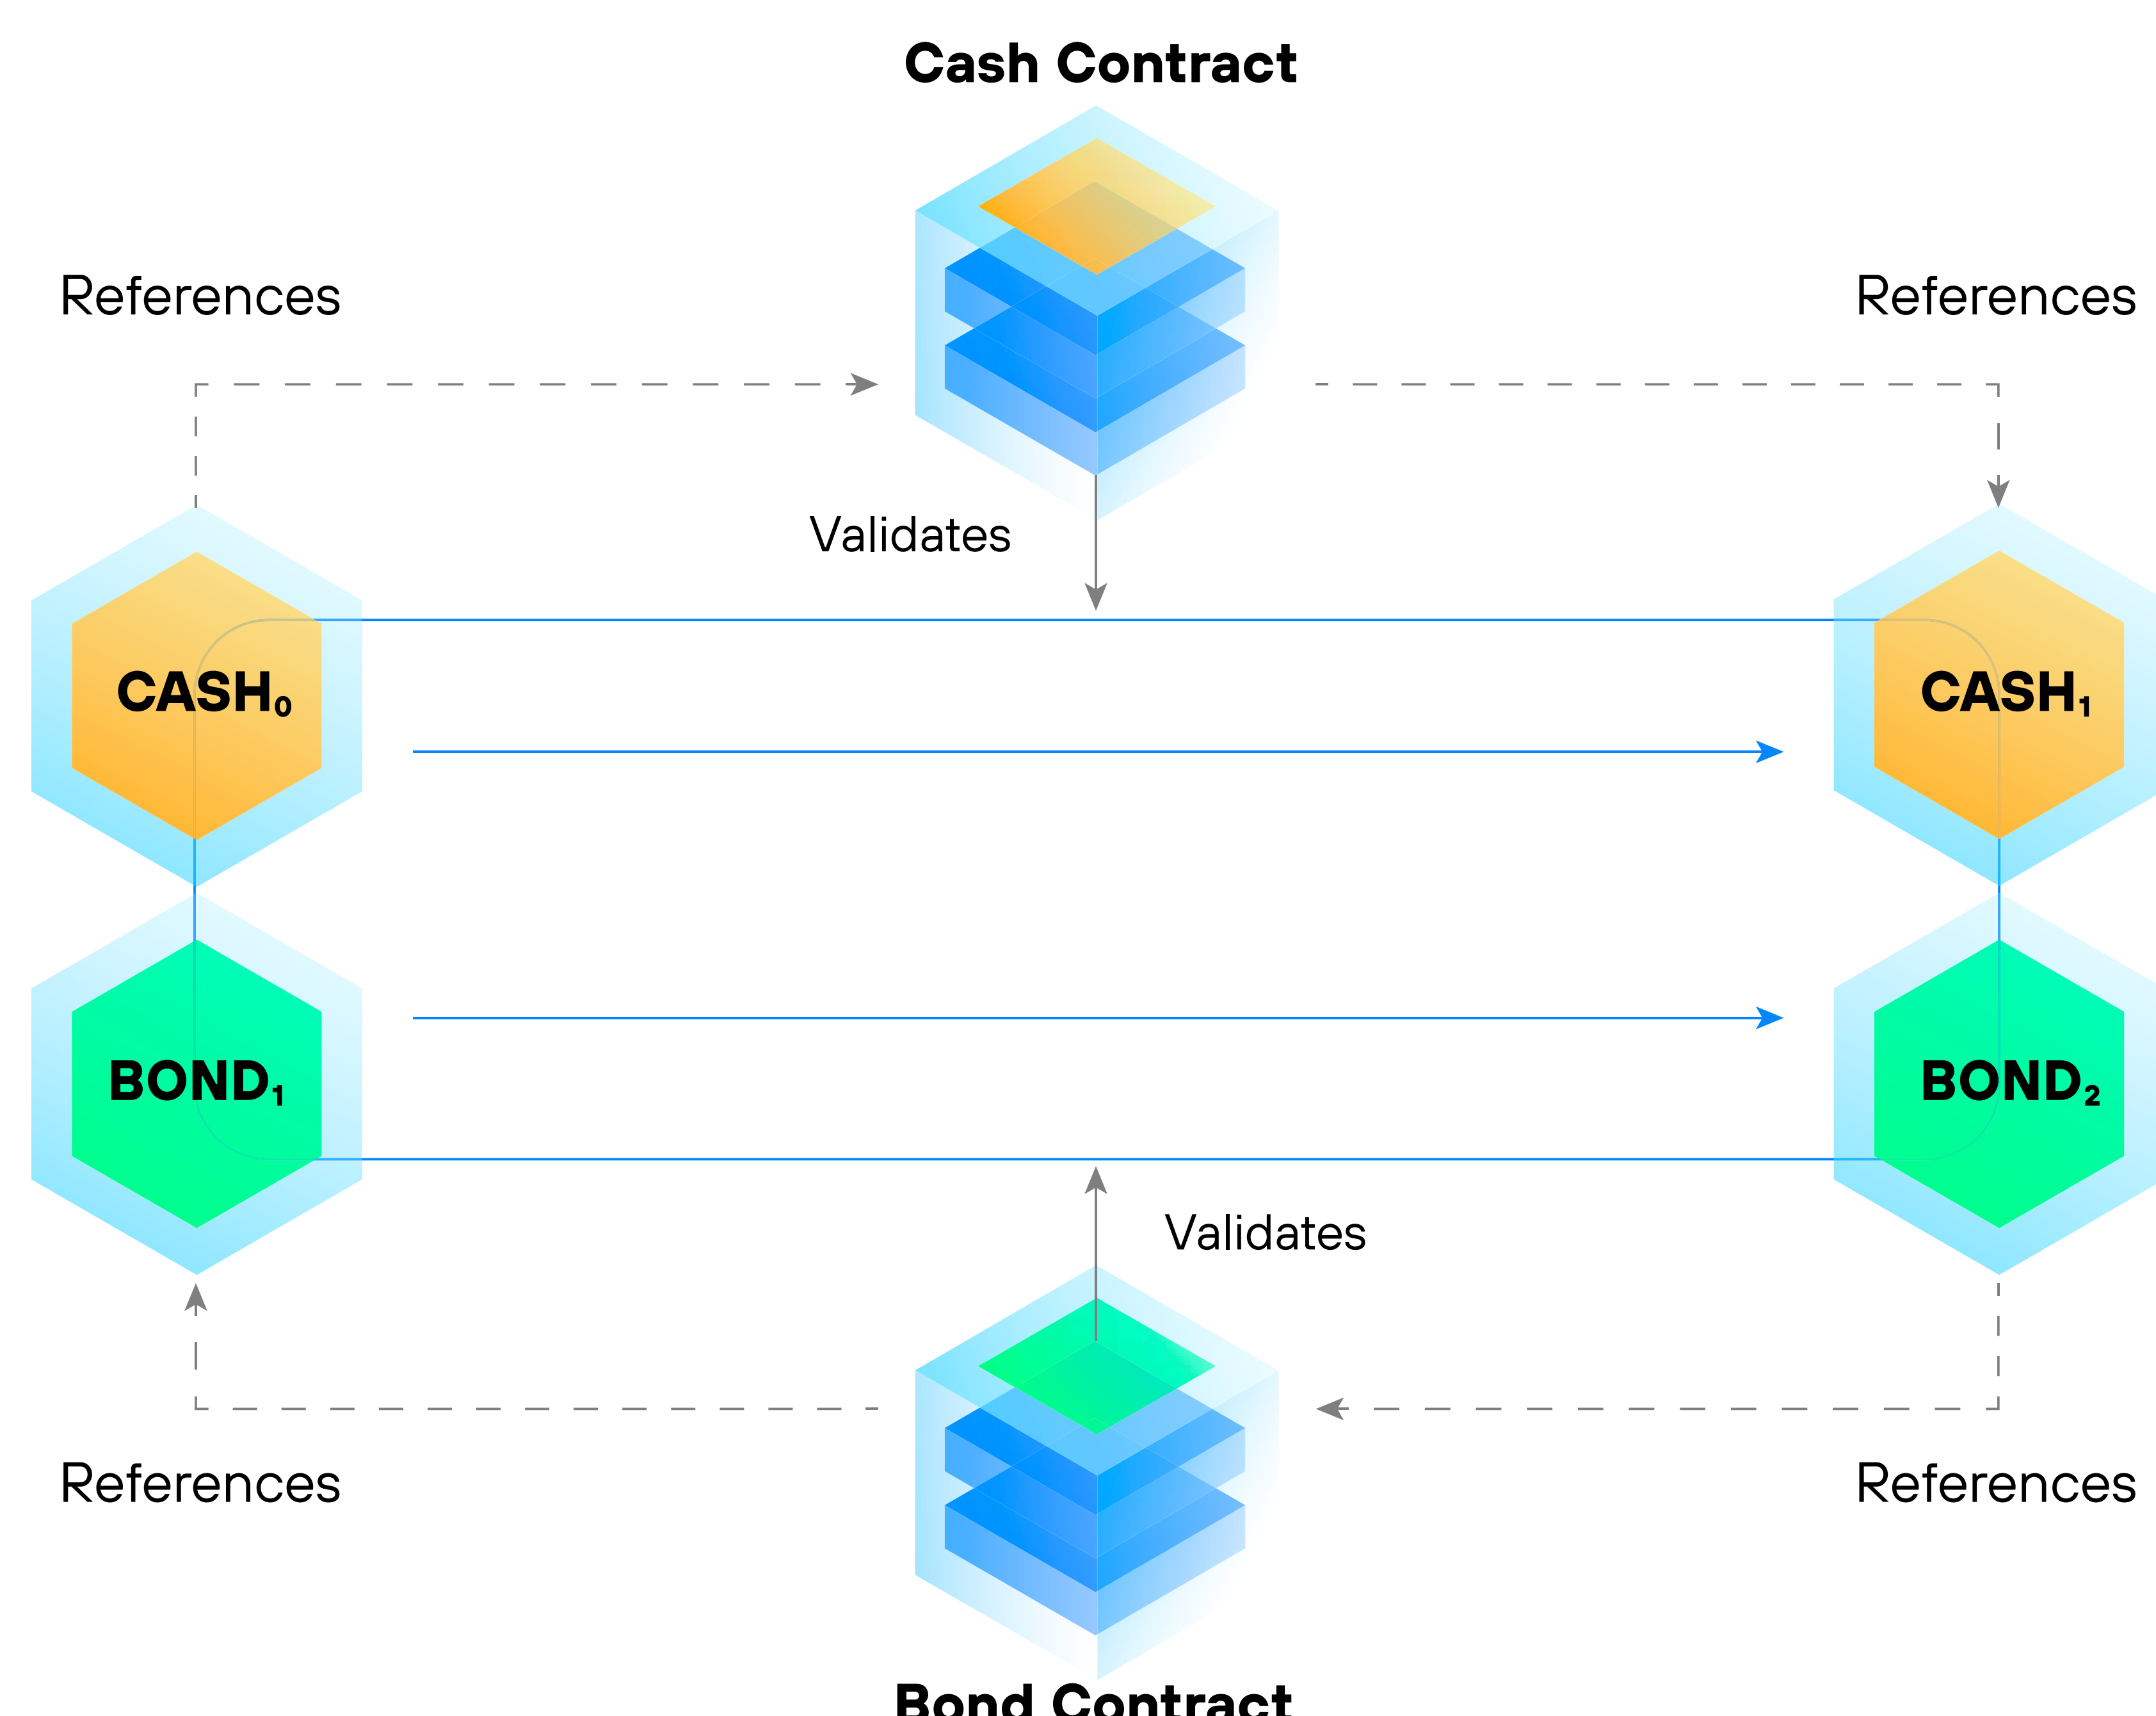 Cash Contract
References
References
Validates
CASH₀
CASH₁
BOND₁
BOND₂
Validates
References
References
Bond Contract